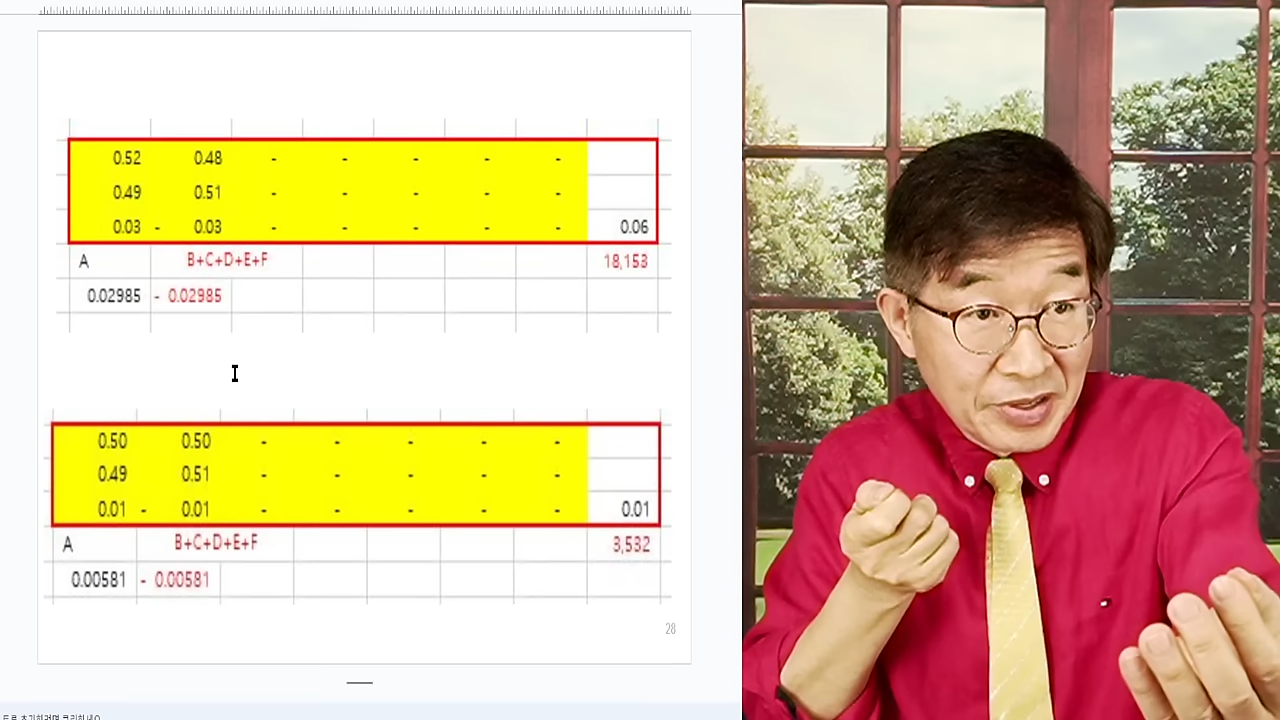 0.52 0.48 - - - - -
0.49 0.51 - - - - -
0.03 - 0.03 - - - - - 0.06
A B+C+D+E+F 18,153
0.02985 - 0.02985
0.50 0.50 - - - - -
0.49 0.51 - - - - -
0.01 - 0.01 - - - - - 0.01
A B+C+D+E+F 3,532
0.00581 - 0.00581
28